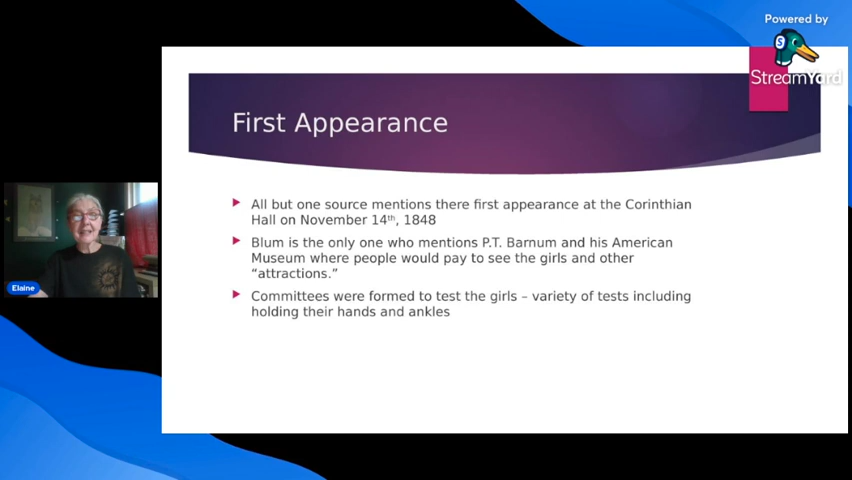 Powered by
StreamYard
First Appearance
All but one source mentions there first appearance at the Corinthian
Hall on November 14th, 1848
Blum is the only one who mentions P.T. Barnum and his American
Museum where people would pay to see the girls and other
“attractions.”
Committees were formed to test the girls – variety of tests including
holding their hands and ankles
Elaine